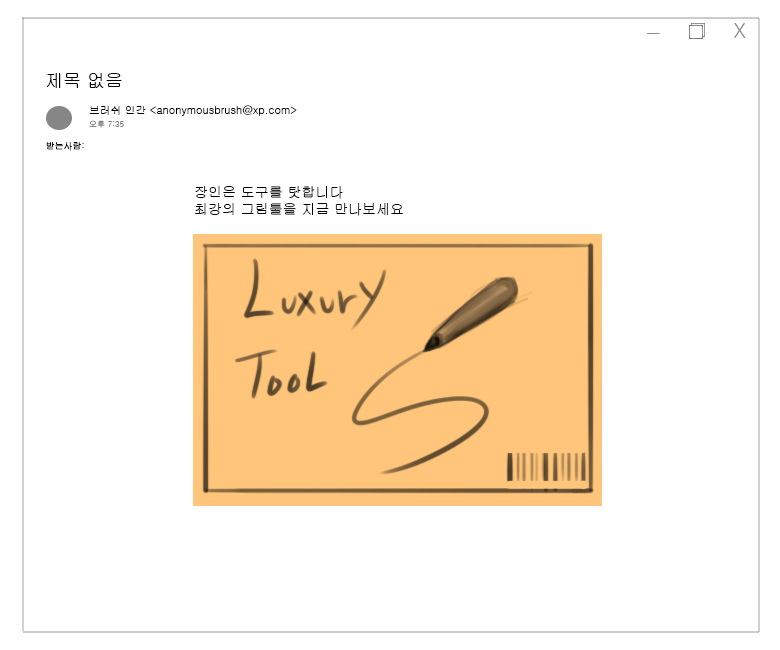 제목 없음
브러쉬 인간 <anonymousbrush@xp.com>
오후 7:35
받는사람:
장인은 도구를 탓합니다
최강의 그림툴을 지금 만나보세요
Luxury
Tool